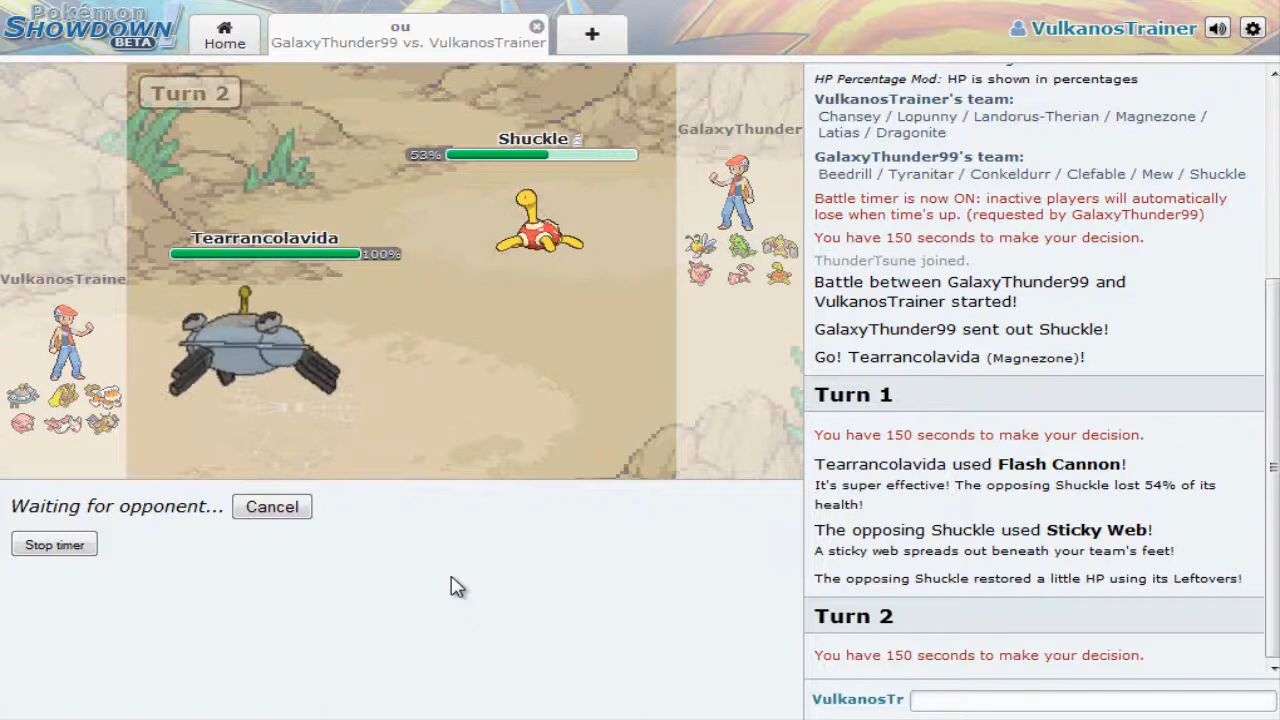 Pokémon
SHOWDOWN!
BETA
Home
ou
GalaxyThunder99 vs. VulkanosTrainer
+
VulkanosTrainer
Turn 2
Shuckle
53%
GalaxyThunder
Tearrancolavida
100%
VulkanosTraine
Waiting for opponent...
Cancel
Stop timer
HP Percentage Mod: HP is shown in percentages
VulkanosTrainer's team:
Chansey / Lopunny / Landorus-Therian / Magnezone /
Latias / Dragonite
GalaxyThunder99's team:
Beedrill / Tyranitar / Conkeldurr / Clefable / Mew / Shuckle
Battle timer is now ON: inactive players will automatically
lose when time's up. (requested by GalaxyThunder99)
You have 150 seconds to make your decision.
ThunderTsune joined.
Battle between GalaxyThunder99 and
VulkanosTrainer started!
GalaxyThunder99 sent out Shuckle!
Go! Tearrancolavida (Magnezone)!
Turn 1
You have 150 seconds to make your decision.
Tearrancolavida used Flash Cannon!
It's super effective! The opposing Shuckle lost 54% of its
health!
The opposing Shuckle used Sticky Web!
A sticky web spreads out beneath your team's feet!
The opposing Shuckle restored a little HP using its Leftovers!
Turn 2
You have 150 seconds to make your decision.
VulkanosTr